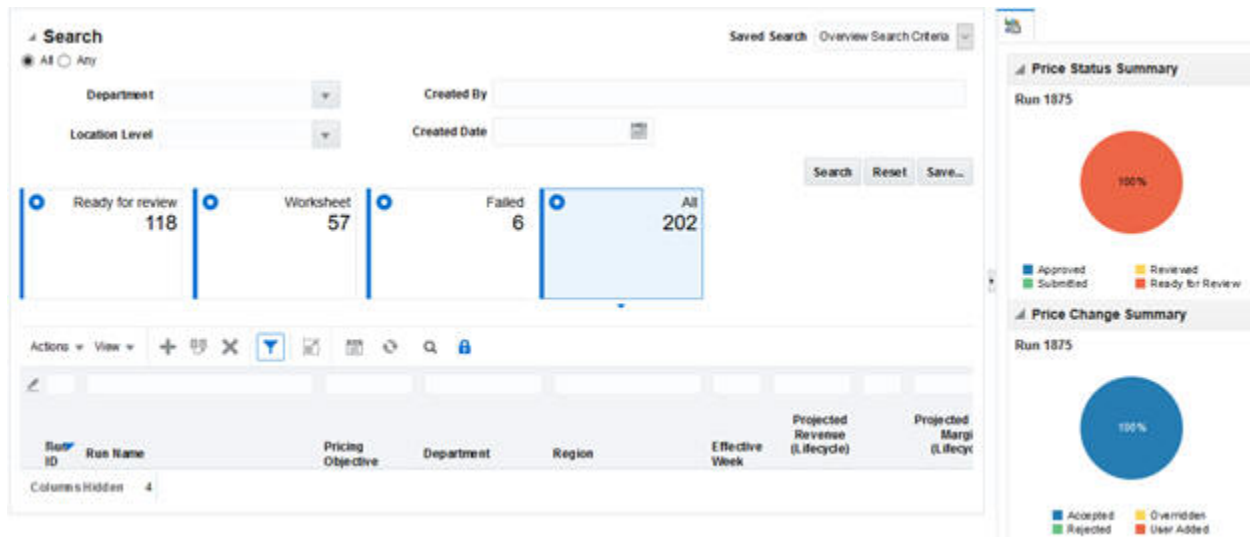 Search
Saved Search Overview Search Criteria
All Any
Department
Created By
Location Level
Created Date
Search Reset Save...
Ready for review
118
Worksheet
57
Failed
6
All
202
Actions View
Run ID
Run Name
Pricing Objective
Department
Region
Effective Week
Projected Revenue (Lifecycle)
Projected Margi (Lifecyc
Columns Hidden 4
Price Status Summary
Run 1875
100%
Approved Reviewed
Submitted Ready for Review
Price Change Summary
Run 1875
100%
Accepted Overridden
Rejected User Added